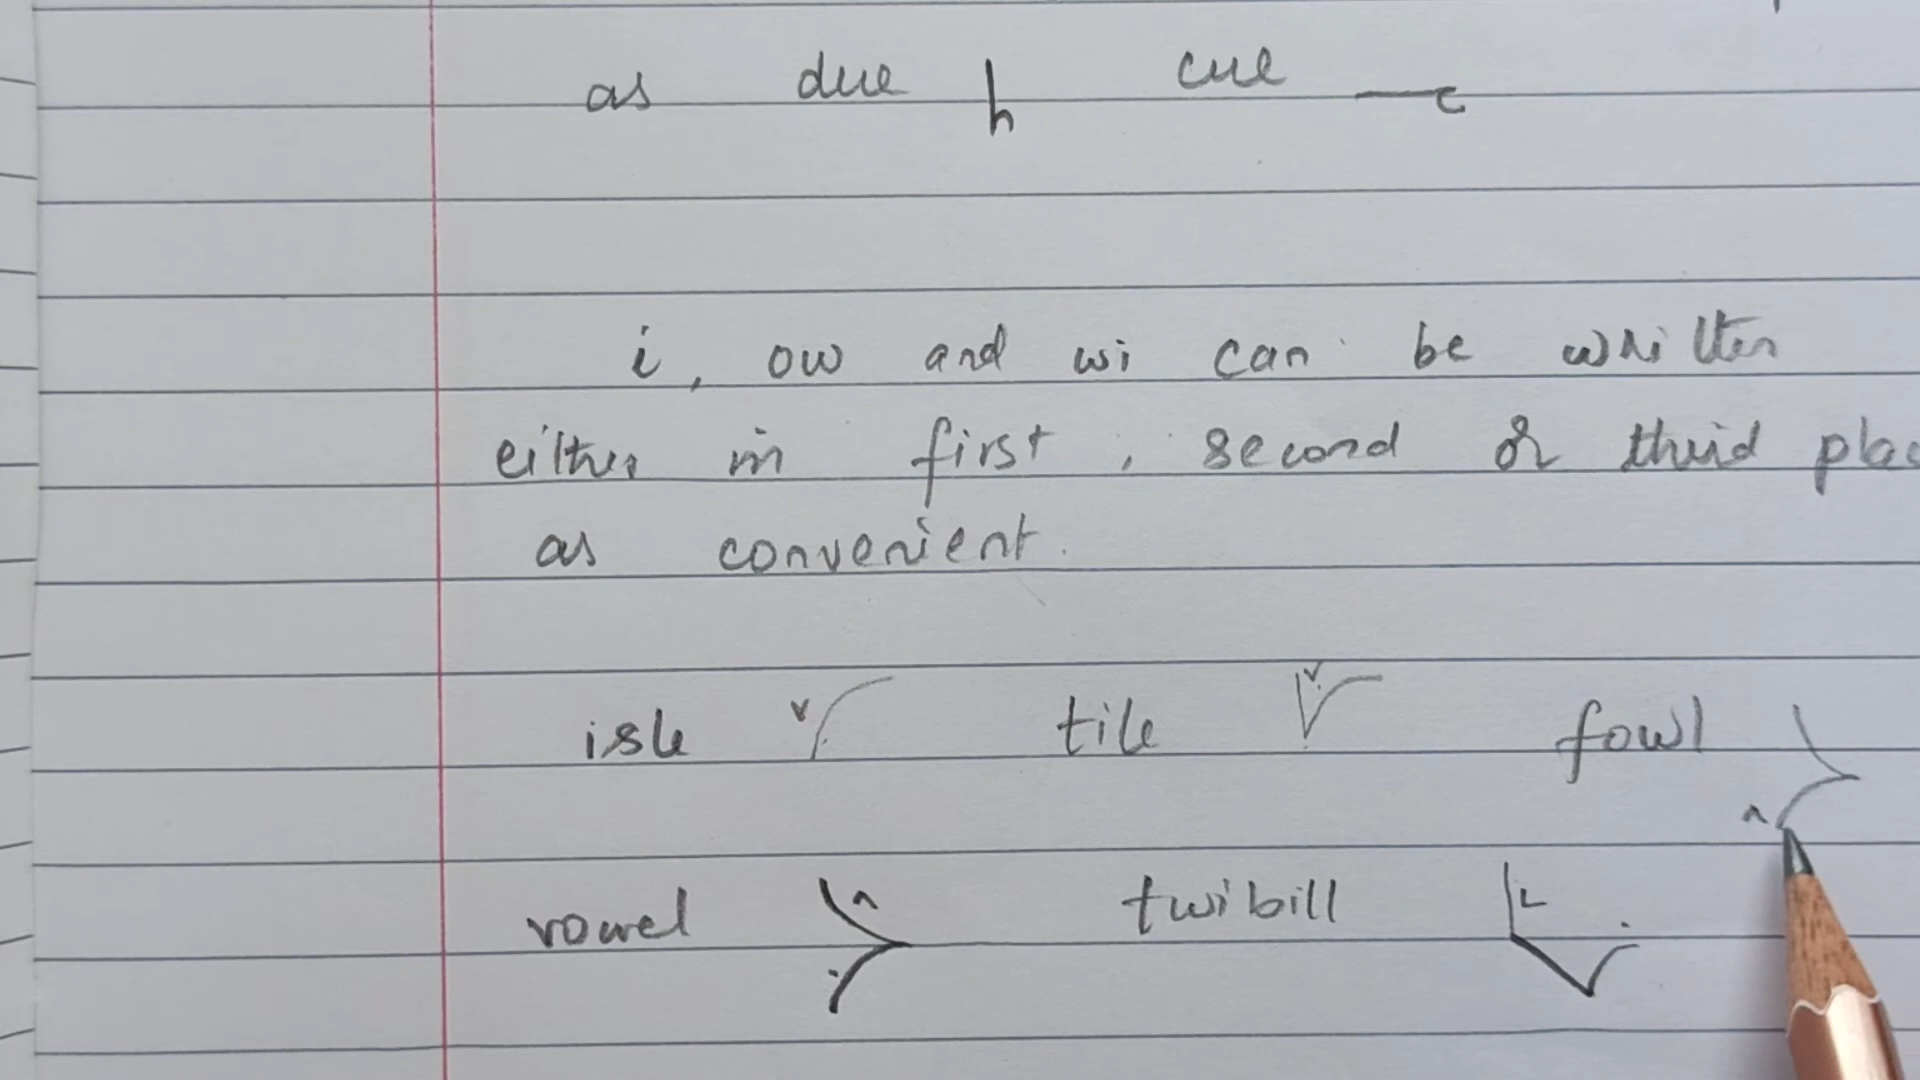 as due cue
i, ow and wi can be written
either in first, second or third plac
as convenient.
isle tile fowl
vowel twibill